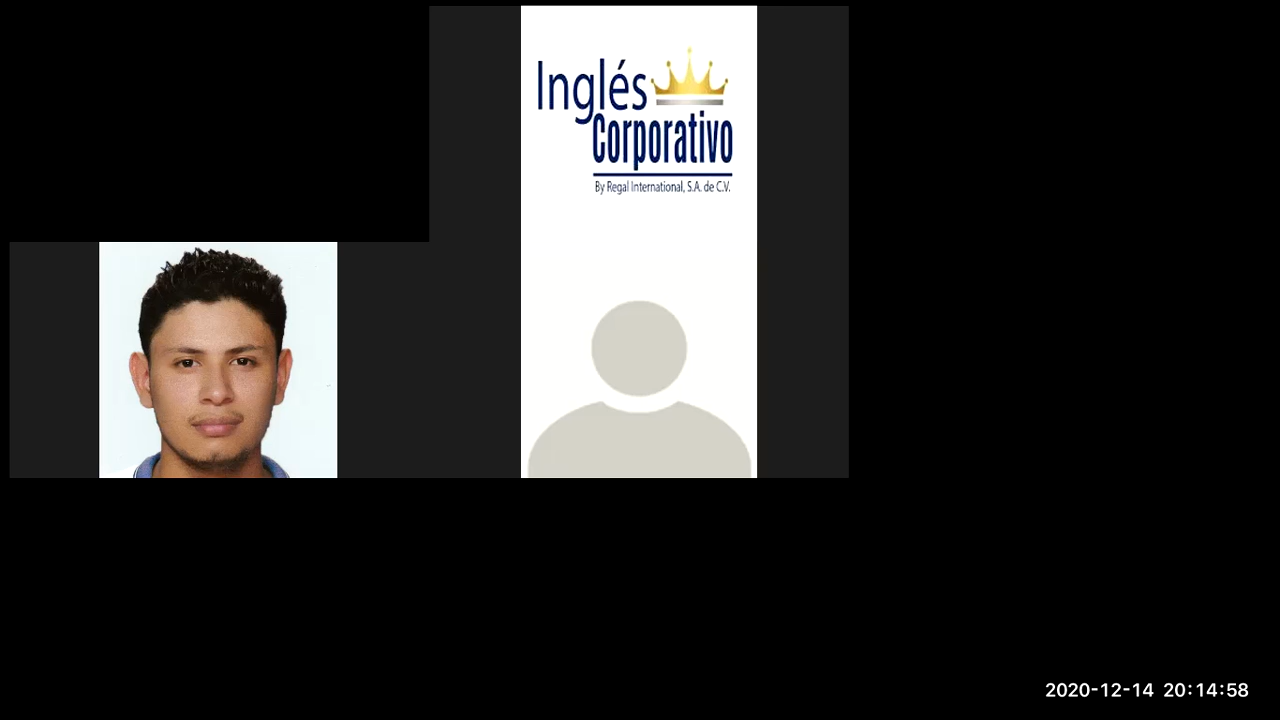 Inglés
Corporativo
By Regal International, S.A. de C.V.
2020-12-14 20:14:58